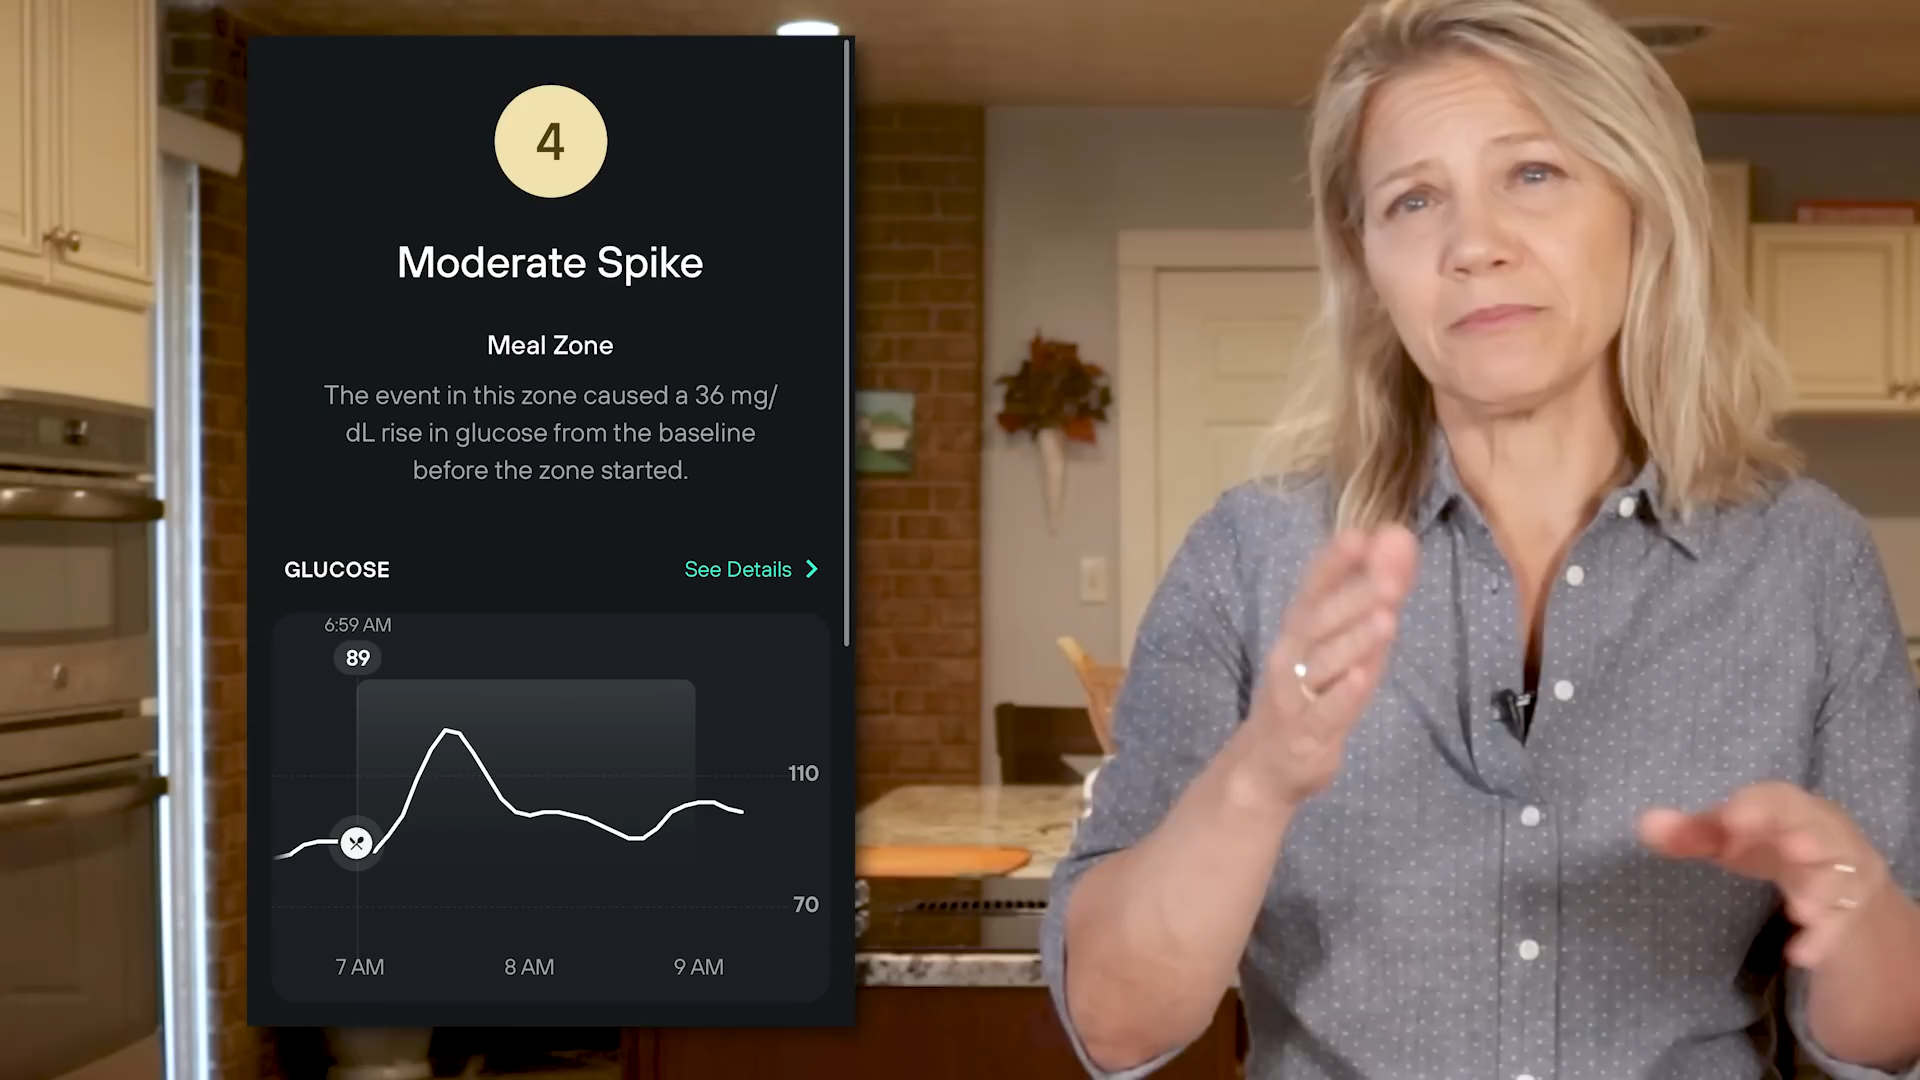 4
Moderate Spike
Meal Zone
The event in this zone caused a 36 mg/
dL rise in glucose from the baseline
before the zone started.
GLUCOSE
See Details
6:59 AM
89
110
70
7 AM
8 AM
9 AM